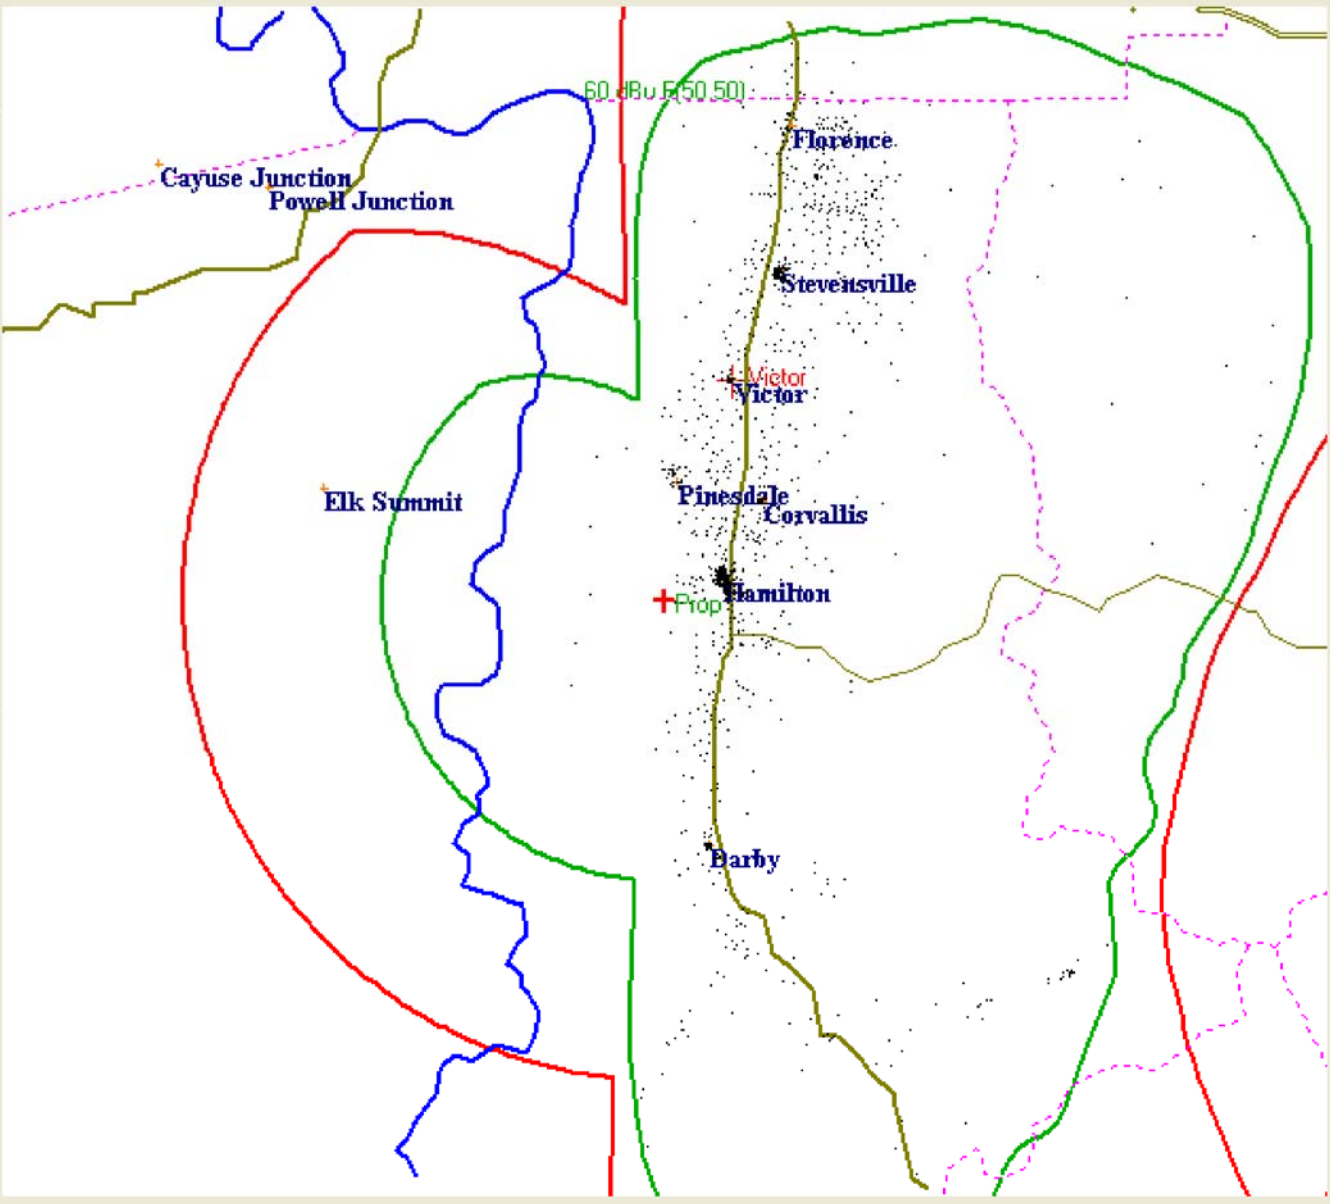 60 dBu F(50.50)
Florence
Cayuse Junction
Powell Junction
Stevensville
Victor
Victor
Pinesdale
Elk Summit
Corvallis
Hamilton
Prop
Darby